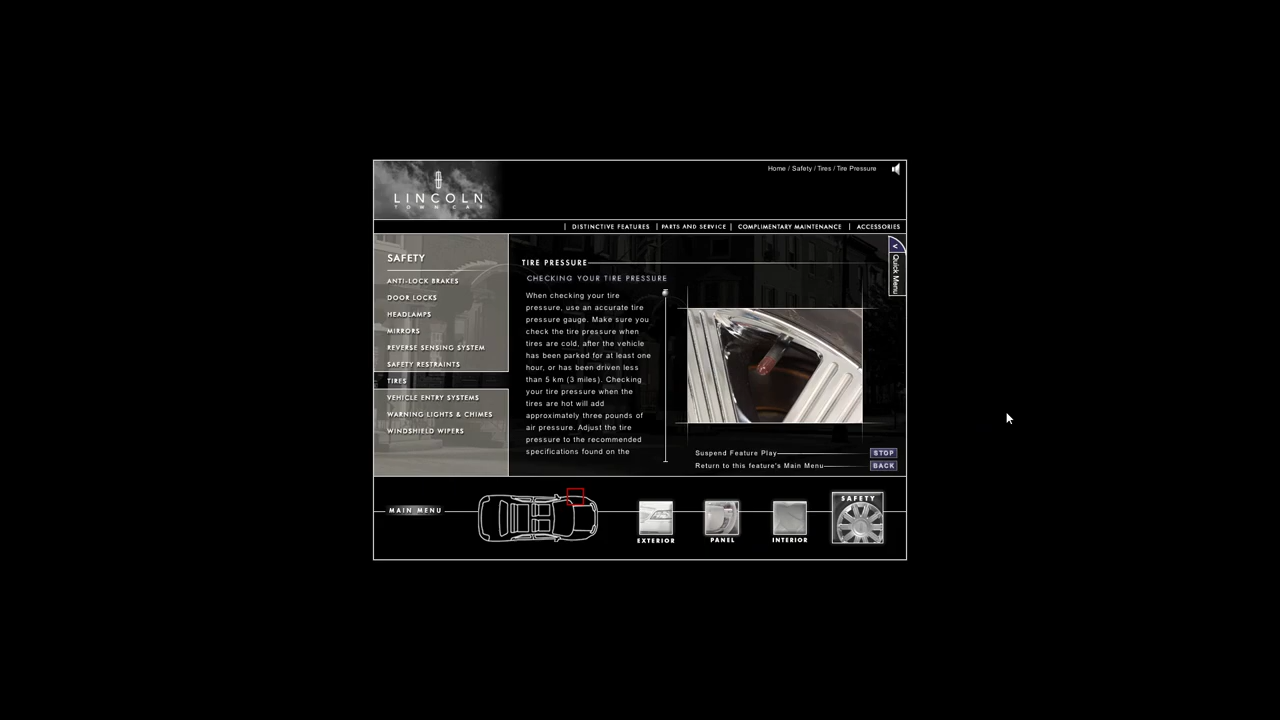 Home / Safety / Tires / Tire Pressure
LINCOLN
TOWN CAR
DISTINCTIVE FEATURES | PARTS AND SERVICE | COMPLIMENTARY MAINTENANCE | ACCESSORIES
SAFETY
ANTI-LOCK BRAKES
DOOR LOCKS
HEADLAMPS
MIRRORS
REVERSE SENSING SYSTEM
SAFETY RESTRAINTS
TIRES
VEHICLE ENTRY SYSTEMS
WARNING LIGHTS & CHIMES
WINDSHIELD WIPERS
TIRE PRESSURE
CHECKING YOUR TIRE PRESSURE
When checking your tire
pressure, use an accurate tire
pressure gauge. Make sure you
check the tire pressure when
tires are cold, after the vehicle
has been parked for at least one
hour, or has been driven less
than 5 km (3 miles). Checking
your tire pressure when the
tires are hot will add
approximately three pounds of
air pressure. Adjust the tire
pressure to the recommended
specifications found on the
< Quick Menu
Suspend Feature Play STOP
Return to this feature's Main Menu BACK
MAIN MENU
EXTERIOR
PANEL
INTERIOR
SAFETY